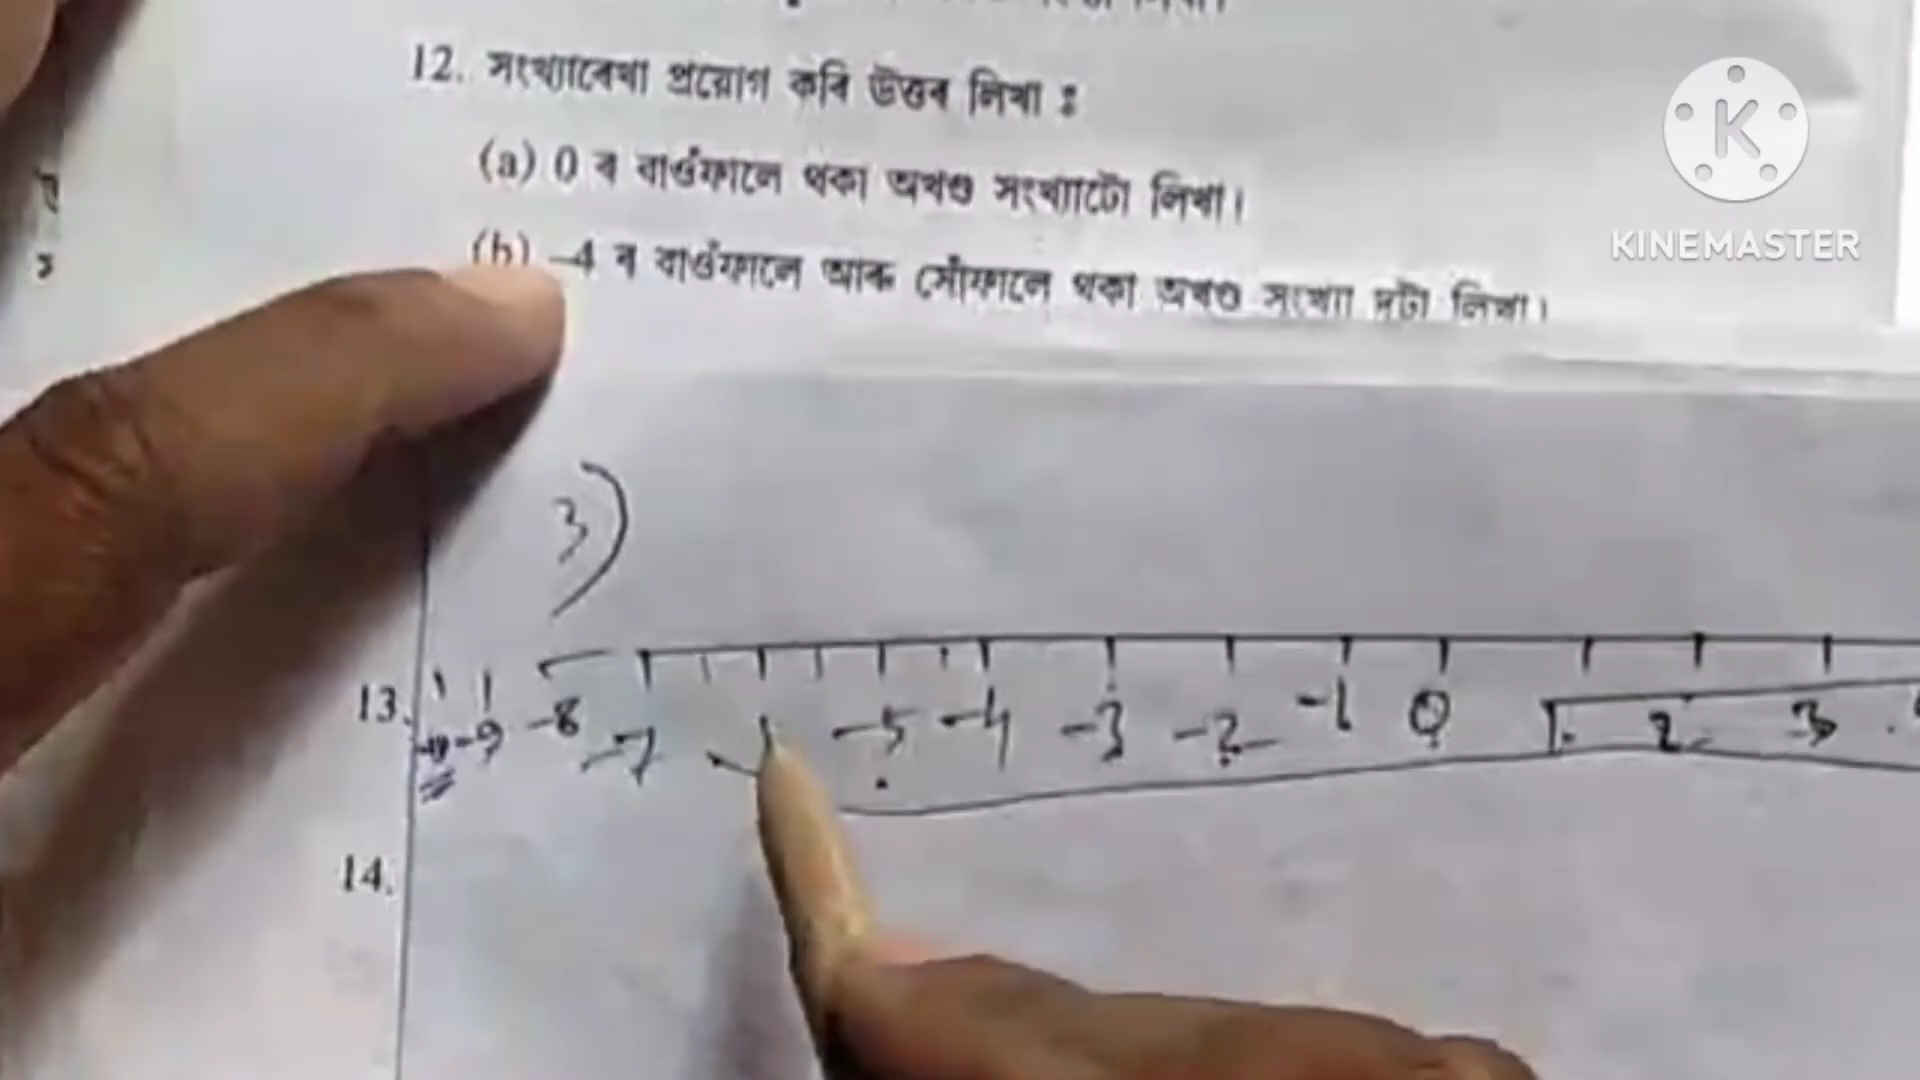 12. সংখ্যাৰেখা প্ৰয়োগ কৰি উত্তৰ লিখা ঃ
(a) 0 ৰ বাওঁফালে থকা অখণ্ড সংখ্যাটো লিখা।
(b) –4 ৰ বাওঁফালে আৰু সোঁফালে থকা অখণ্ড সংখ্যা দুটা লিখা।
K
KINEMASTER
3)
13. -10 -9 -8 -7 -5 -4 -3 -2 -1 0 1 2 3
14.